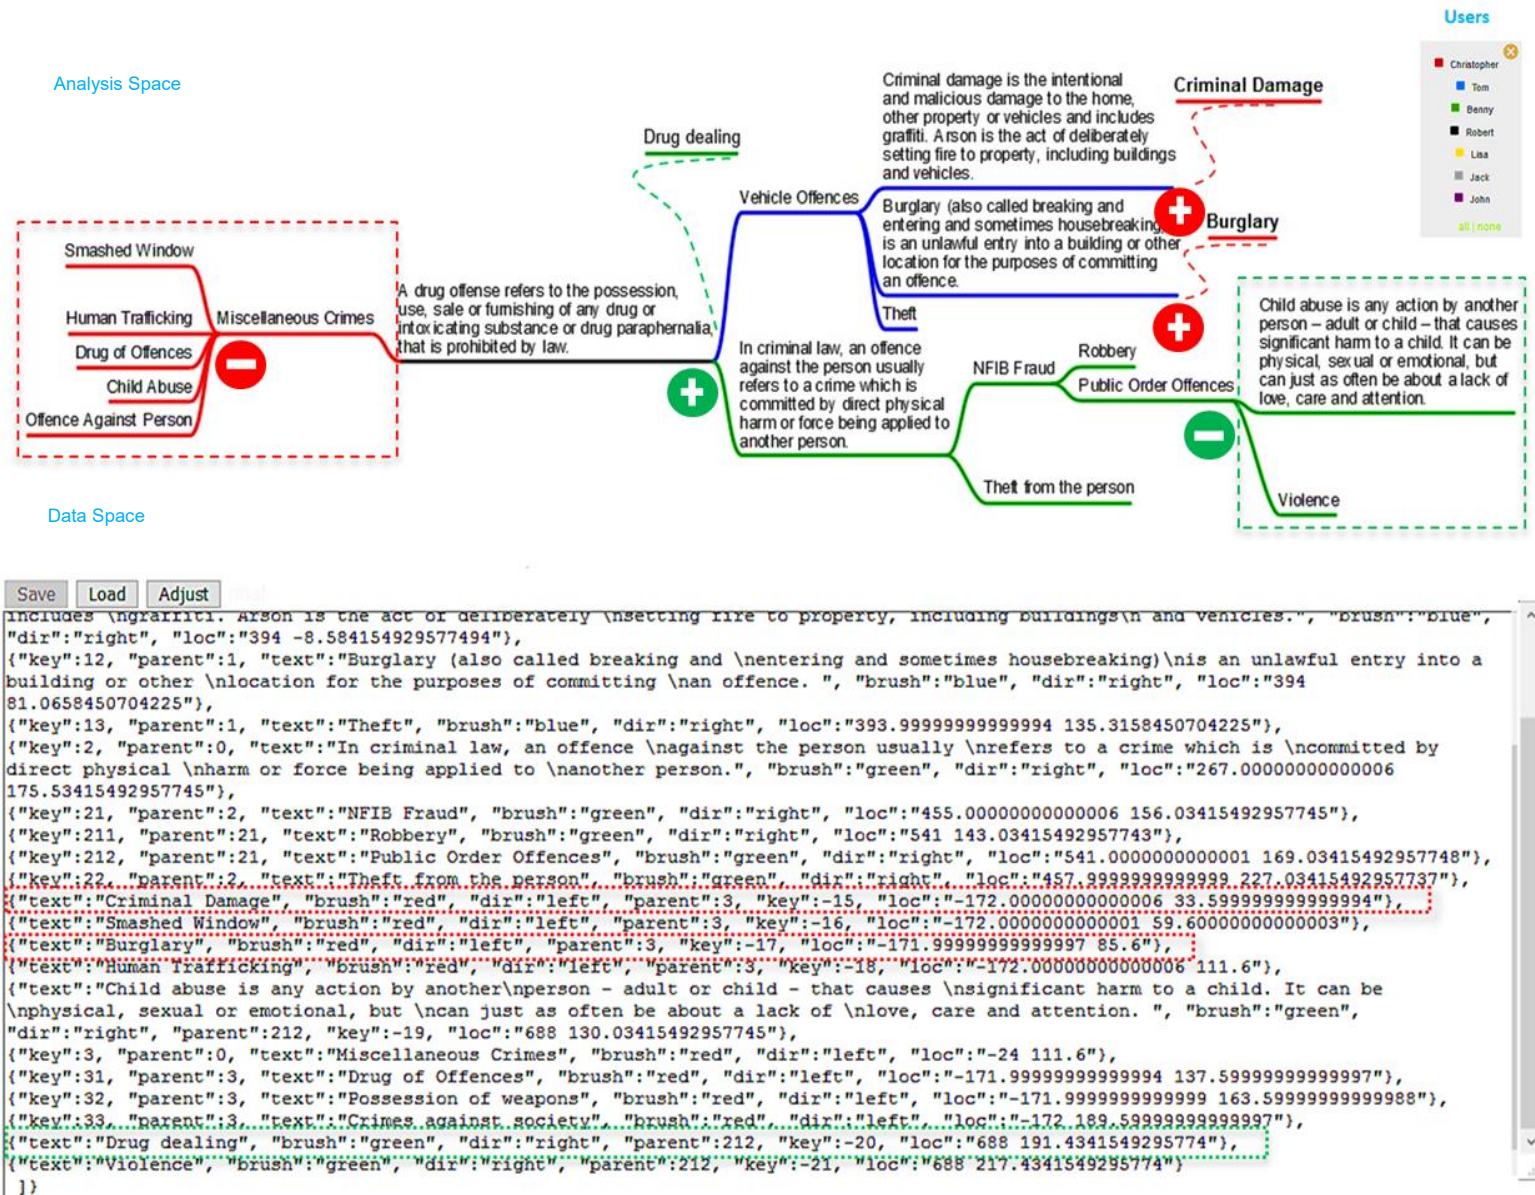 Users
Christopher
Tom
Benny
Robert
Lisa
Jack
John
all | none
Analysis Space
Drug dealing
Criminal damage is the intentional
and malicious damage to the home,
other property or vehicles and includes
graffiti. Arson is the act of deliberately
setting fire to property, including buildings
and vehicles.
Criminal Damage
Vehicle Offences
Burglary (also called breaking and
entering and sometimes housebreaking)
is an unlawful entry into a building or other
location for the purposes of committing
an offence.
Burglary
Theft
Smashed Window
Human Trafficking
Miscellaneous Crimes
Drug of Offences
Child Abuse
Offence Against Person
A drug offense refers to the possession,
use, sale or furnishing of any drug or
intoxicating substance or drug paraphernalia,
that is prohibited by law.
In criminal law, an offence
against the person usually
refers to a crime which is
committed by direct physical
harm or force being applied to
another person.
NFIB Fraud
Robbery
Public Order Offences
Child abuse is any action by another
person – adult or child – that causes
significant harm to a child. It can be
physical, sexual or emotional, but
can just as often be about a lack of
love, care and attention.
Theft from the person
Violence
Data Space
Save Load Adjust
includes \ngraffiti. Arson is the act of deliberately \nsetting fire to property, including buildings\n and vehicles.", "brush":"blue",
"dir":"right", "loc":"394 -8.584154929577494"},
{"key":12, "parent":1, "text":"Burglary (also called breaking and \nentering and sometimes housebreaking)\nis an unlawful entry into a
building or other \nlocation for the purposes of committing \nan offence. ", "brush":"blue", "dir":"right", "loc":"394
81.0658450704225"},
{"key":13, "parent":1, "text":"Theft", "brush":"blue", "dir":"right", "loc":"393.99999999999994 135.3158450704225"},
{"key":2, "parent":0, "text":"In criminal law, an offence \nagainst the person usually \nrefers to a crime which is \ncommitted by
direct physical \nharm or force being applied to \nanother person.", "brush":"green", "dir":"right", "loc":"267.00000000000006
175.53415492957745"},
{"key":21, "parent":2, "text":"NFIB Fraud", "brush":"green", "dir":"right", "loc":"455.00000000000006 156.03415492957745"},
{"key":211, "parent":21, "text":"Robbery", "brush":"green", "dir":"right", "loc":"541 143.03415492957743"},
{"key":212, "parent":21, "text":"Public Order Offences", "brush":"green", "dir":"right", "loc":"541.0000000000001 169.03415492957748"},
{"key":22, "parent":2, "text":"Theft from the person", "brush":"green", "dir":"right", "loc":"457.9999999999999 227.03415492957737"},
{"text":"Criminal Damage", "brush":"red", "dir":"left", "parent":3, "key":-15, "loc":"-172.00000000000006 33.599999999999994"},
{"text":"Smashed Window", "brush":"red", "dir":"left", "parent":3, "key":-16, "loc":"-172.0000000000001 59.60000000000003"},
{"text":"Burglary", "brush":"red", "dir":"left", "parent":3, "key":-17, "loc":"-171.99999999999997 85.6"},
{"text":"Human Trafficking", "brush":"red", "dir":"left", "parent":3, "key":-18, "loc":"-172.00000000000006 111.6"},
{"text":"Child abuse is any action by another\nperson – adult or child – that causes \nsignificant harm to a child. It can be
\nphysical, sexual or emotional, but \ncan just as often be about a lack of \nlove, care and attention. ", "brush":"green",
"dir":"right", "parent":212, "key":-19, "loc":"688 130.03415492957745"},
{"key":3, "parent":0, "text":"Miscellaneous Crimes", "brush":"red", "dir":"left", "loc":"-24 111.6"},
{"key":31, "parent":3, "text":"Drug of Offences", "brush":"red", "dir":"left", "loc":"-171.99999999999994 137.59999999999997"},
{"key":32, "parent":3, "text":"Possession of weapons", "brush":"red", "dir":"left", "loc":"-171.9999999999999 163.59999999999988"},
{"key":33, "parent":3, "text":"Crimes against society", "brush":"red", "dir":"left", "loc":"-172 189.59999999999997"},
{"text":"Drug dealing", "brush":"green", "dir":"right", "parent":212, "key":-20, "loc":"688 191.4341549295774"},
{"text":"Violence", "brush":"green", "dir":"right", "parent":212, "key":-21, "loc":"688 217.4341549295774"}
]}